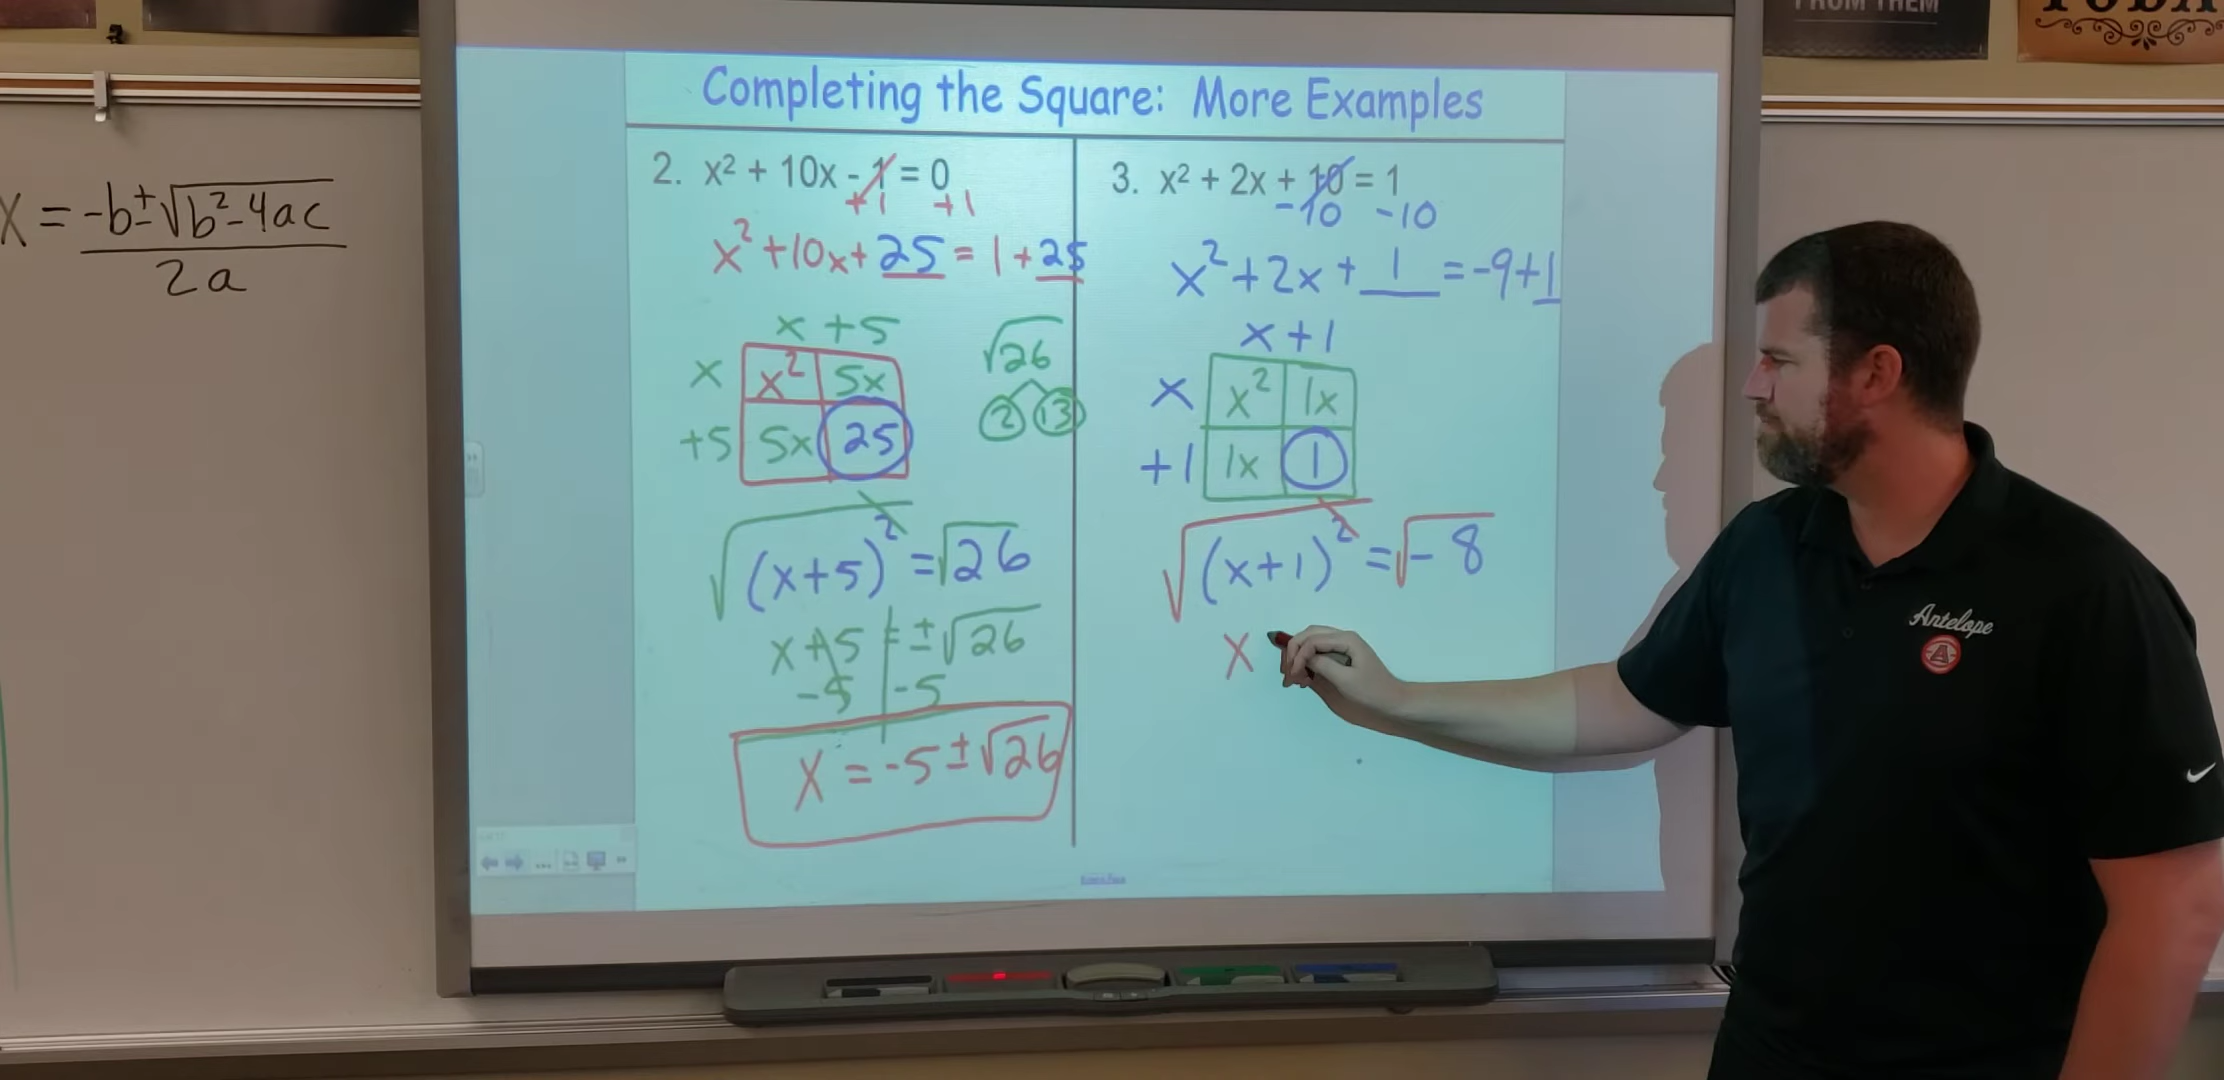 FROM THEM
TODA
Completing the Square: More Examples
X = -b±√b²-4ac
2a
2. x² + 10x - 1 = 0
+1 +1
x² + 10x + 25 = 1 + 25
x +5
x x² 5x
+5 5x 25
√26
2 13
√(x+5)² = √26
x+5 = ±√26
-5 -5
X = -5 ± √26
3. x² + 2x + 10 = 1
-10 -10
x² + 2x + 1 = -9 + 1
x +1
x x² 1x
+1 1x 1
√(x+1)² = √-8
x
Antelope
A